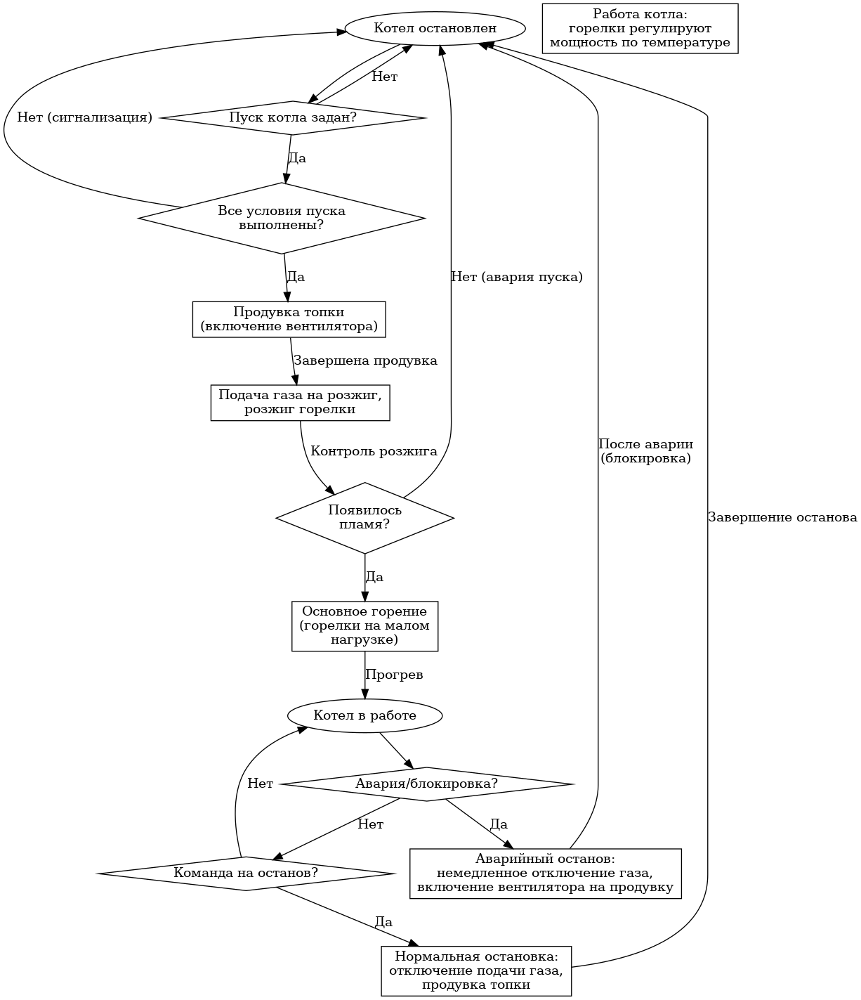 Котел остановлен
Работа котла:
горелки регулируют
мощность по температуре
Нет
Нет (сигнализация)
Пуск котла задан?
Да
Все условия пуска
выполнены?
Да
Нет (авария пуска)
Продувка топки
(включение вентилятора)
Завершена продувка
Подача газа на розжиг,
розжиг горелки
Контроль розжига
После аварии
(блокировка)
Появилось
пламя?
Завершение останова
Да
Основное горение
(горелки на малом
нагрузке)
Прогрев
Котел в работе
Нет
Авария/блокировка?
Нет
Да
Аварийный останов:
немедленное отключение газа,
включение вентилятора на продувку
Команда на останов?
Да
Нормальная остановка:
отключение подачи газа,
продувка топки